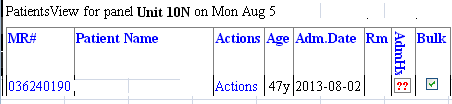 PatientsView for panel Unit 10N on Mon Aug 5
MR# Patient Name Actions Age Adm.Date Rm AdmHx Bulk
036240190 Actions 47y 2013-08-02 ??